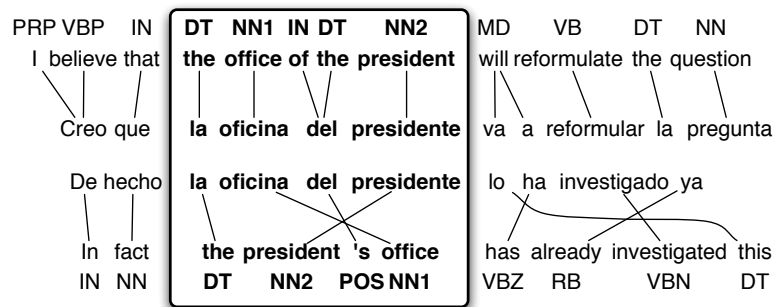 PRP VBP IN DT NN1 IN DT NN2 MD VB DT NN
I believe that the office of the president will reformulate the question
Creo que la oficina del presidente va a reformular la pregunta
De hecho la oficina del presidente lo ha investigado ya
In fact the president 's office has already investigated this
IN NN DT NN2 POS NN1 VBZ RB VBN DT